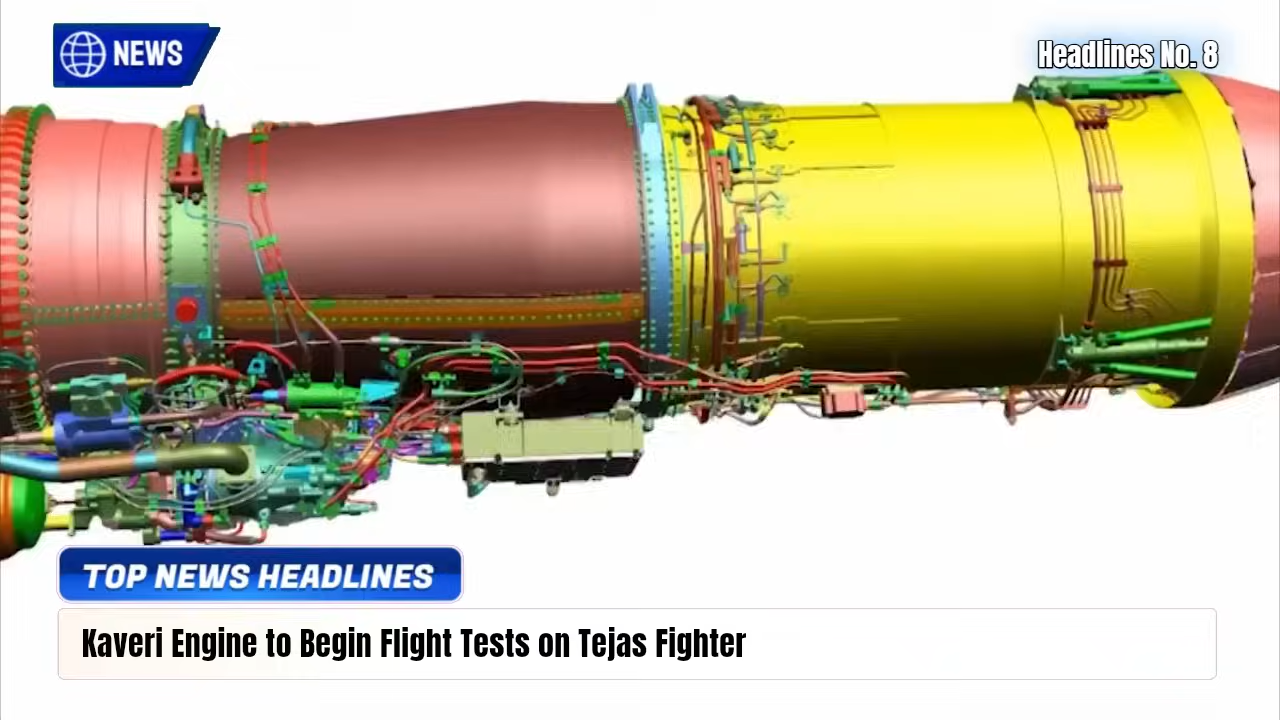 NEWS
Headlines No. 8
TOP NEWS HEADLINES
Kaveri Engine to Begin Flight Tests on Tejas Fighter